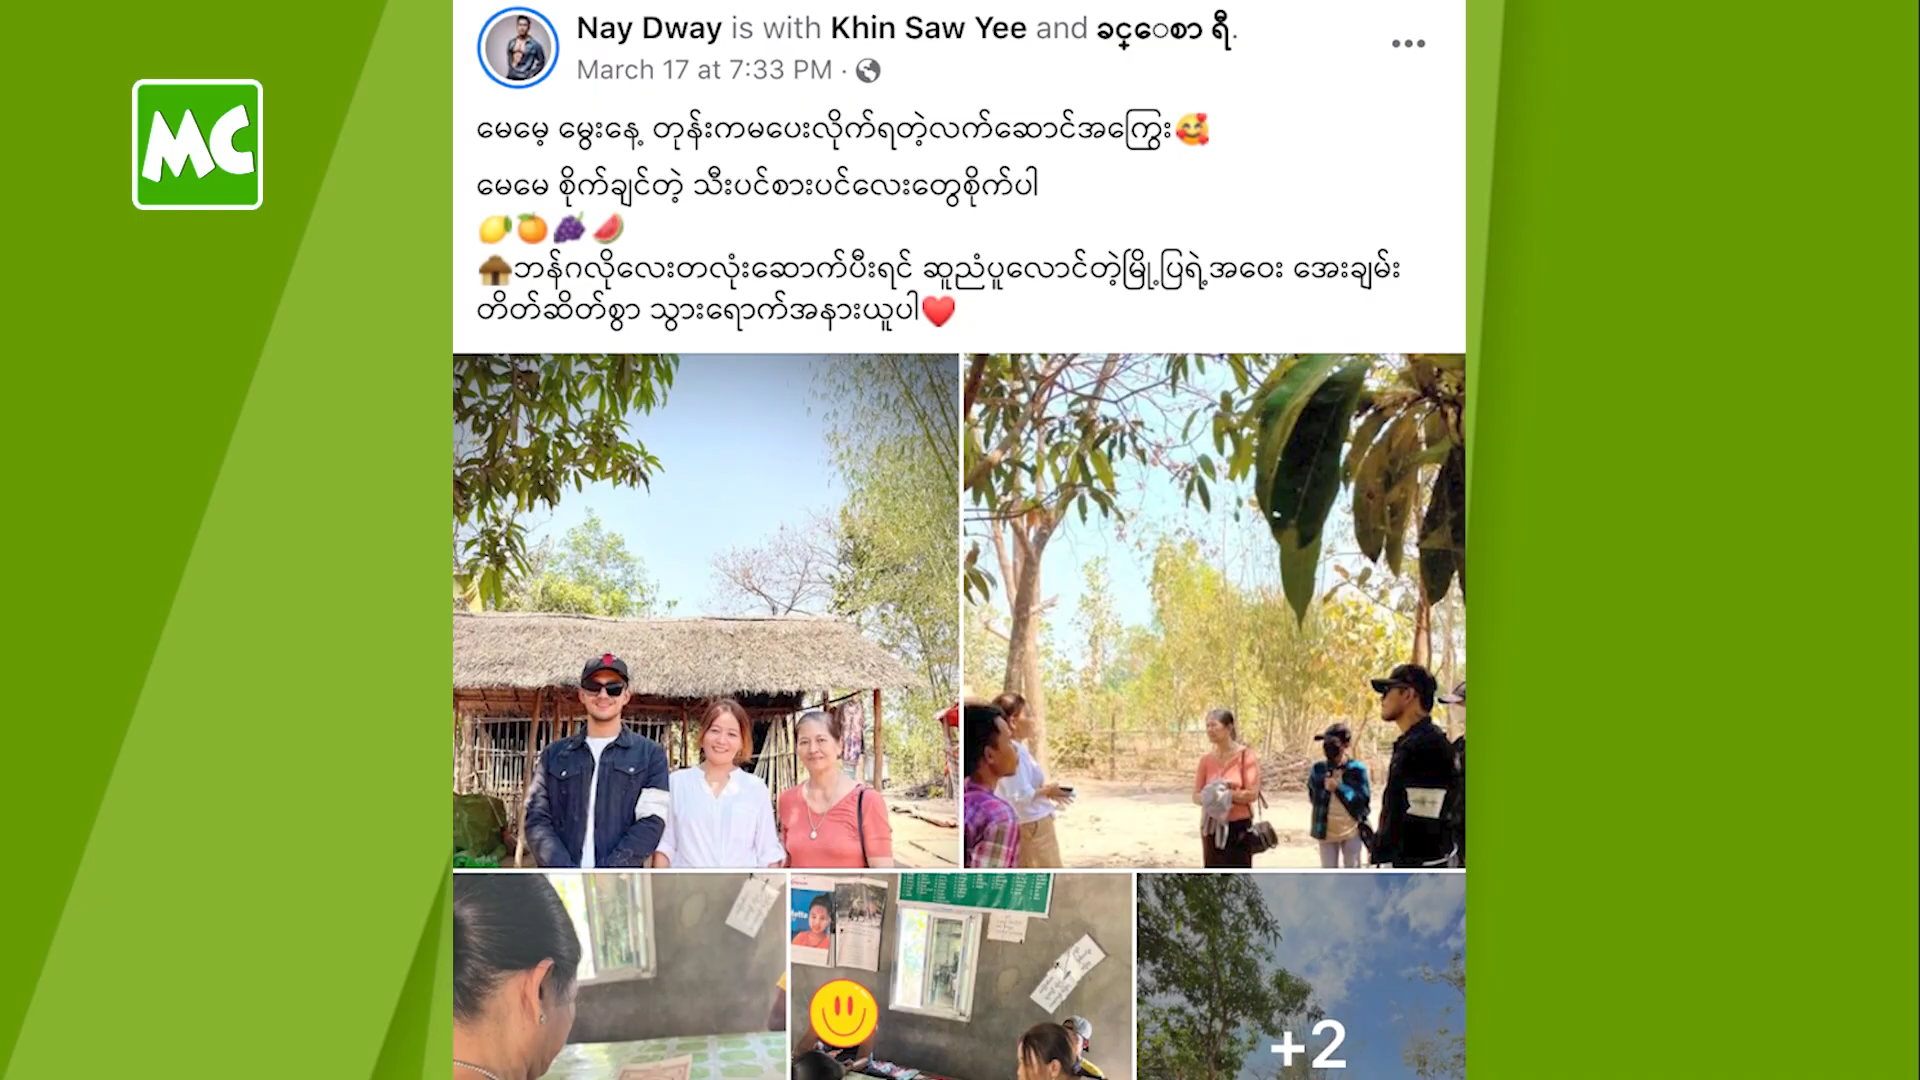 MC
Nay Dway is with Khin Saw Yee and ခင္ေစာ ရီ.
March 17 at 7:33 PM ·
မေမေ့ မွေးနေ့ တုန်းကမပေးလိုက်ရတဲ့လက်ဆောင်အကြွေး🥰
မေမေ စိုက်ချင်တဲ့ သီးပင်စားပင်လေးတွေစိုက်ပါ
🍋🍊🍇🍉
🛖ဘန်ဂလိုလေးတလုံးဆောက်ပီးရင် ဆူညံပူလောင်တဲ့မြို့ပြရဲ့အဝေး အေးချမ်း
တိတ်ဆိတ်စွာ သွားရောက်အနားယူပါ❤️
+2